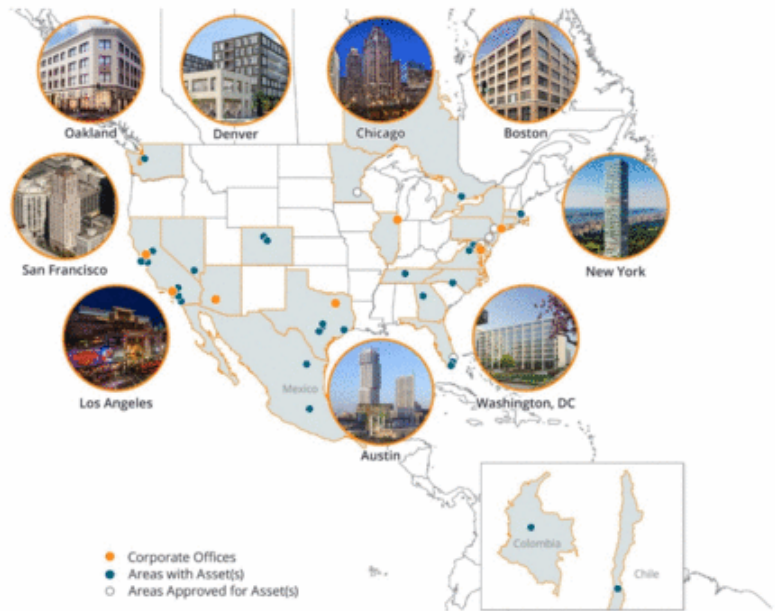 Oakland
Denver
Chicago
Boston
San Francisco
New York
Los Angeles
Mexico
Washington, DC
Austin
Colombia
Chile
Corporate Offices
Areas with Asset(s)
Areas Approved for Asset(s)